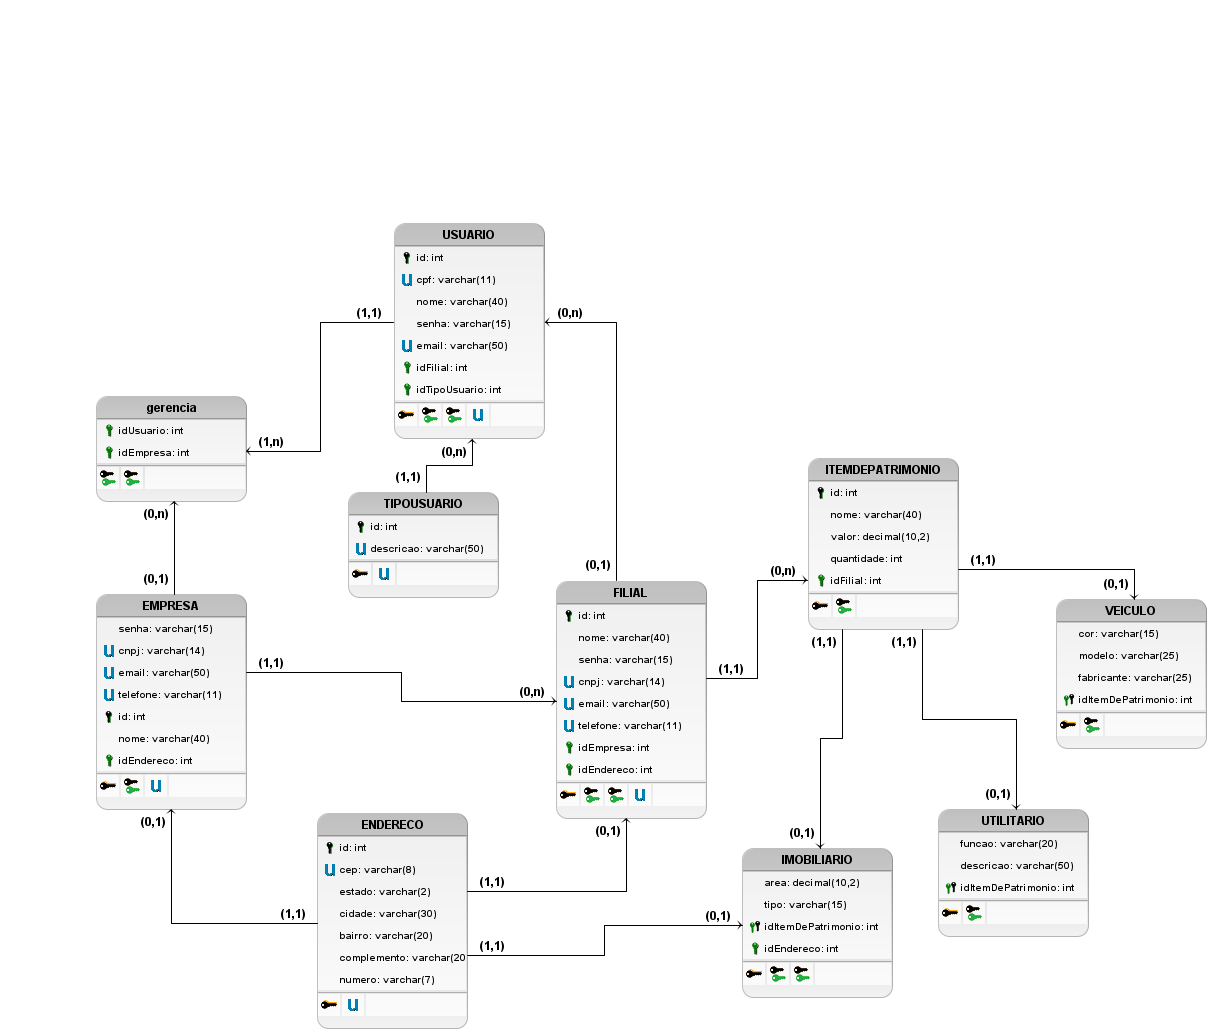 USUARIO
id: int
U cpf: varchar(11)
nome: varchar(40)
senha: varchar(15)
U email: varchar(50)
idFilial: int
idTipoUsuario: int
U
(1,1)
(0,n)
gerencia
idUsuario: int
idEmpresa: int
(1,n)
(0,n)
(0,n)
(1,1)
TIPOUSUARIO
id: int
U descricao: varchar(50)
U
(0,1)
EMPRESA
senha: varchar(15)
U cnpj: varchar(14)
U email: varchar(50)
U telefone: varchar(11)
id: int
nome: varchar(40)
idEndereco: int
U
(1,1)
(0,n)
(0,1)
(0,1)
FILIAL
id: int
nome: varchar(40)
senha: varchar(15)
U cnpj: varchar(14)
U email: varchar(50)
U telefone: varchar(11)
idEmpresa: int
idEndereco: int
U
(1,1)
(0,n)
(0,1)
ITEMDEPATRIMONIO
id: int
nome: varchar(40)
valor: decimal(10,2)
quantidade: int
idFilial: int
(1,1)
(0,1)
(1,1)
(1,1)
VEICULO
cor: varchar(15)
modelo: varchar(25)
fabricante: varchar(25)
idItemDePatrimonio: int
(0,1)
UTILITARIO
funcao: varchar(20)
descricao: varchar(50)
idItemDePatrimonio: int
ENDERECO
id: int
U cep: varchar(8)
estado: varchar(2)
cidade: varchar(30)
bairro: varchar(20)
complemento: varchar(20
numero: varchar(7)
U
(1,1)
(1,1)
(1,1)
(0,1)
(0,1)
IMOBILIARIO
area: decimal(10,2)
tipo: varchar(15)
idItemDePatrimonio: int
idEndereco: int